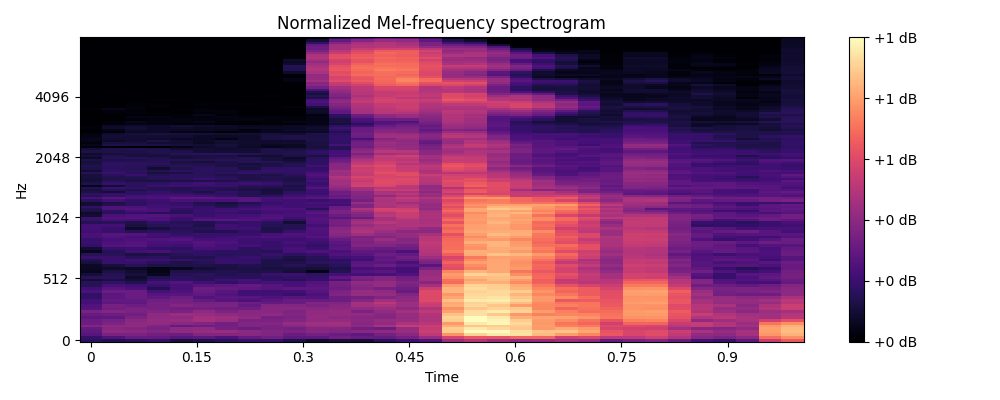 Normalized Mel-frequency spectrogram
+1 dB
+1 dB
+1 dB
+0 dB
+0 dB
+0 dB
4096
2048
1024
512
0
Hz
0
0.15
0.3
0.45
0.6
0.75
0.9
Time